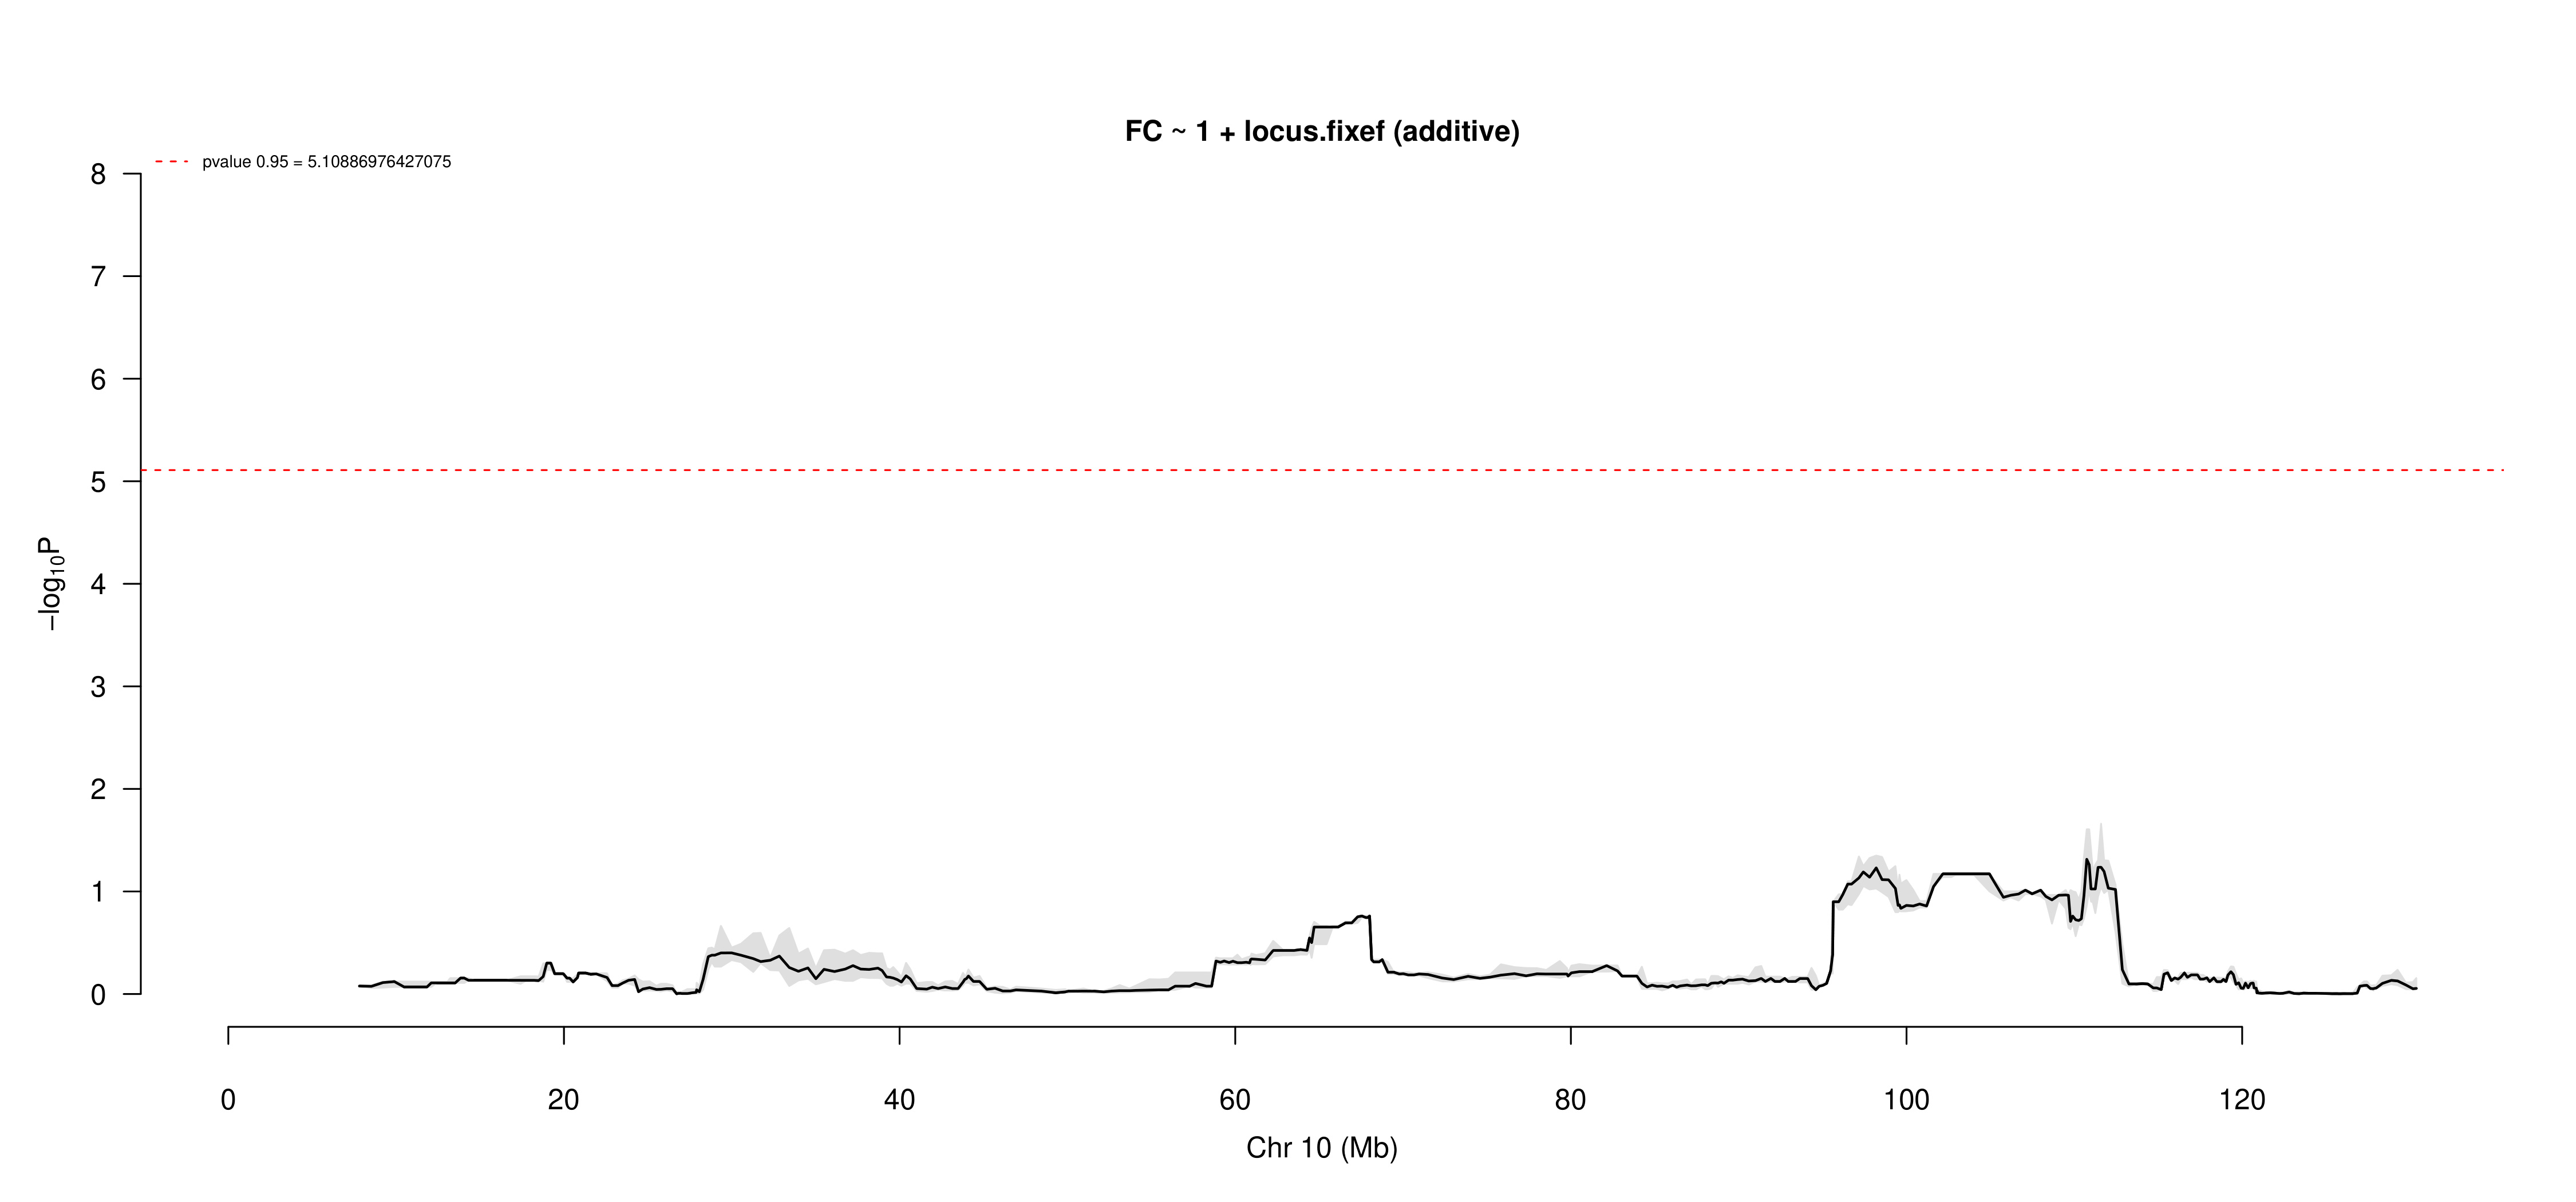 FC ~ 1 + locus.fixef (additive)
pvalue 0.95 = 5.10886976427075
8
7
6
5
4
3
2
1
0
−log10P
0 20 40 60 80 100 120
Chr 10 (Mb)